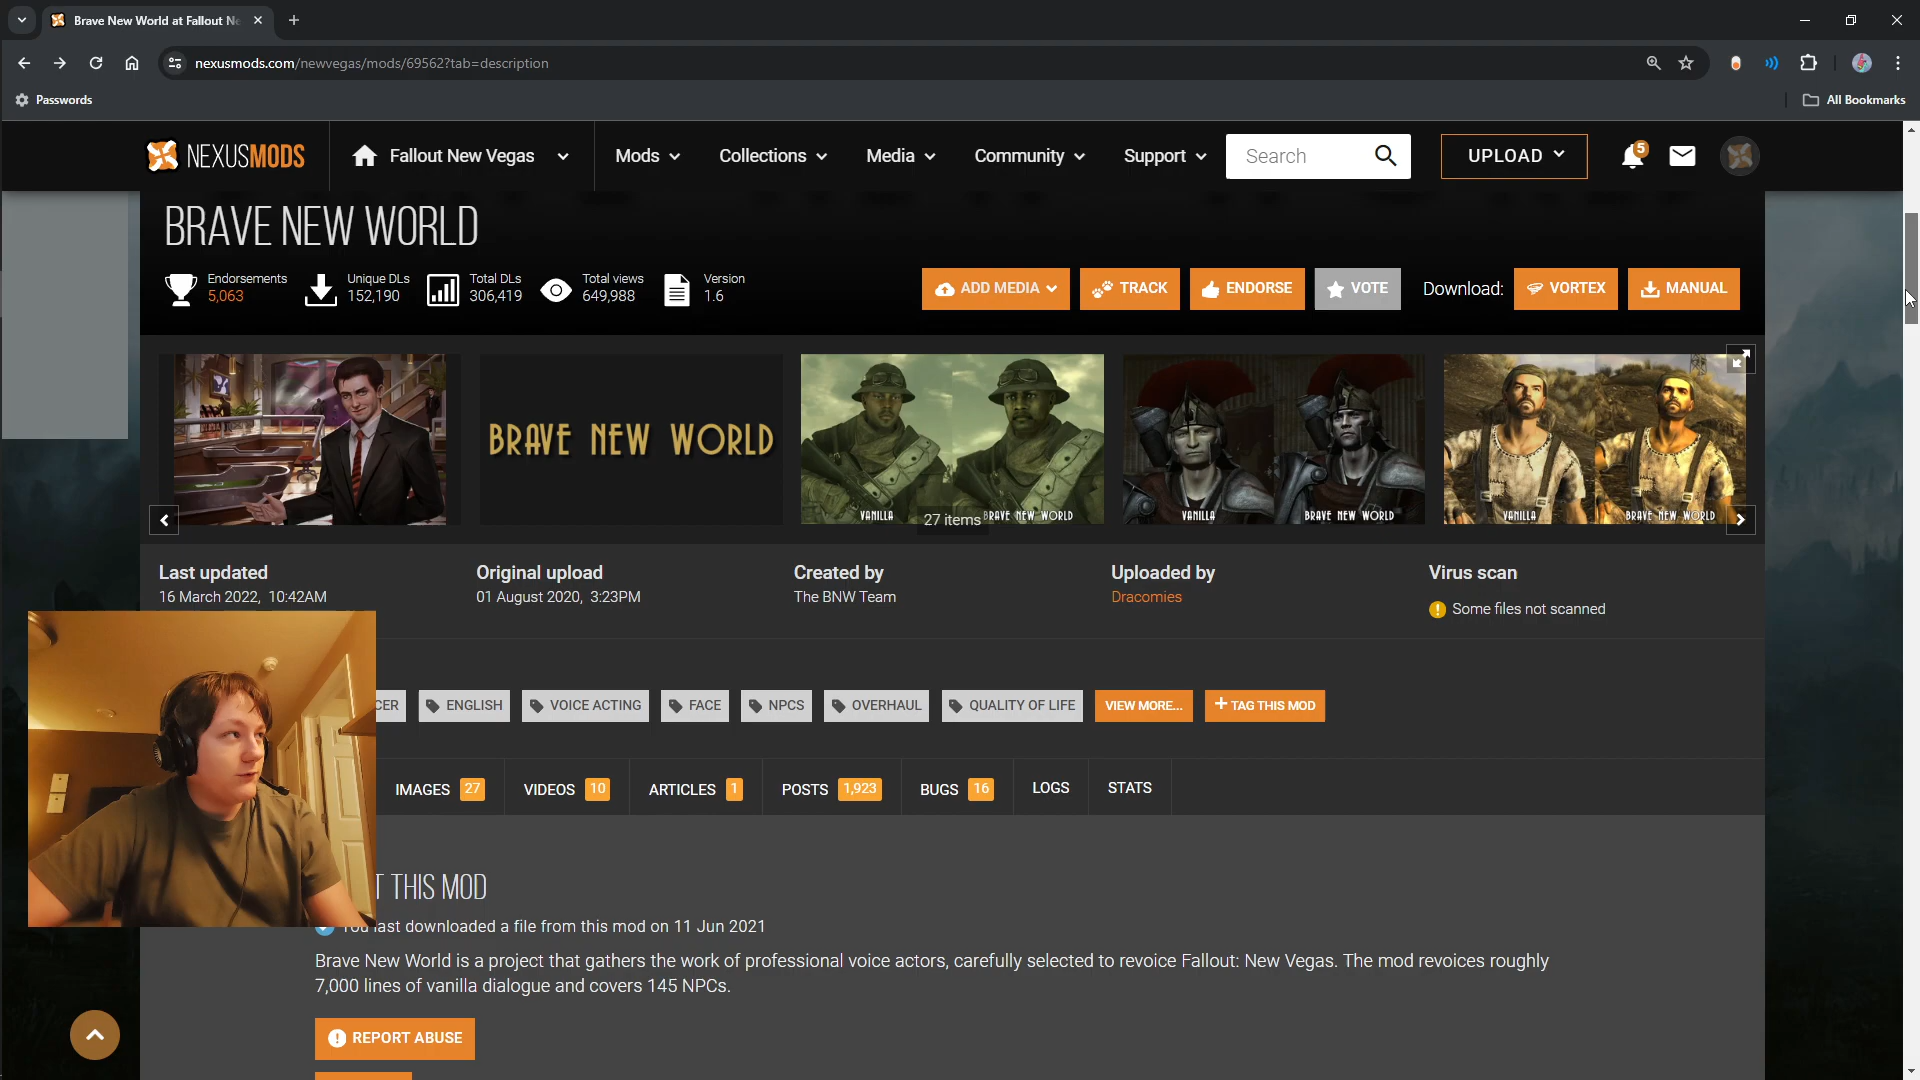 Brave New World at Fallout Ne
nexusmods.com/newvegas/mods/69562?tab=description
Passwords
All Bookmarks
NEXUSMODS
Fallout New Vegas
Mods
Collections
Media
Community
Support
Search
UPLOAD
5
BRAVE NEW WORLD
Endorsements
5,063
Unique DLs
152,190
Total DLs
306,419
Total views
649,988
Version
1.6
ADD MEDIA
TRACK
ENDORSE
VOTE
Download:
VORTEX
MANUAL
BRAVE NEW WORLD
VANILLA
BRAVE NEW WORLD
VANILLA
BRAVE NEW WORLD
VANILLA
BRAVE NEW WORLD
27 items
Last updated
16 March 2022, 10:42AM
Original upload
01 August 2020, 3:23PM
Created by
The BNW Team
Uploaded by
Dracomies
Virus scan
Some files not scanned
CER
ENGLISH
VOICE ACTING
FACE
NPCS
OVERHAUL
QUALITY OF LIFE
VIEW MORE...
TAG THIS MOD
IMAGES 27
VIDEOS 10
ARTICLES 1
POSTS 1,923
BUGS 16
LOGS
STATS
T THIS MOD
You last downloaded a file from this mod on 11 Jun 2021
Brave New World is a project that gathers the work of professional voice actors, carefully selected to revoice Fallout: New Vegas. The mod revoices roughly
7,000 lines of vanilla dialogue and covers 145 NPCs.
REPORT ABUSE